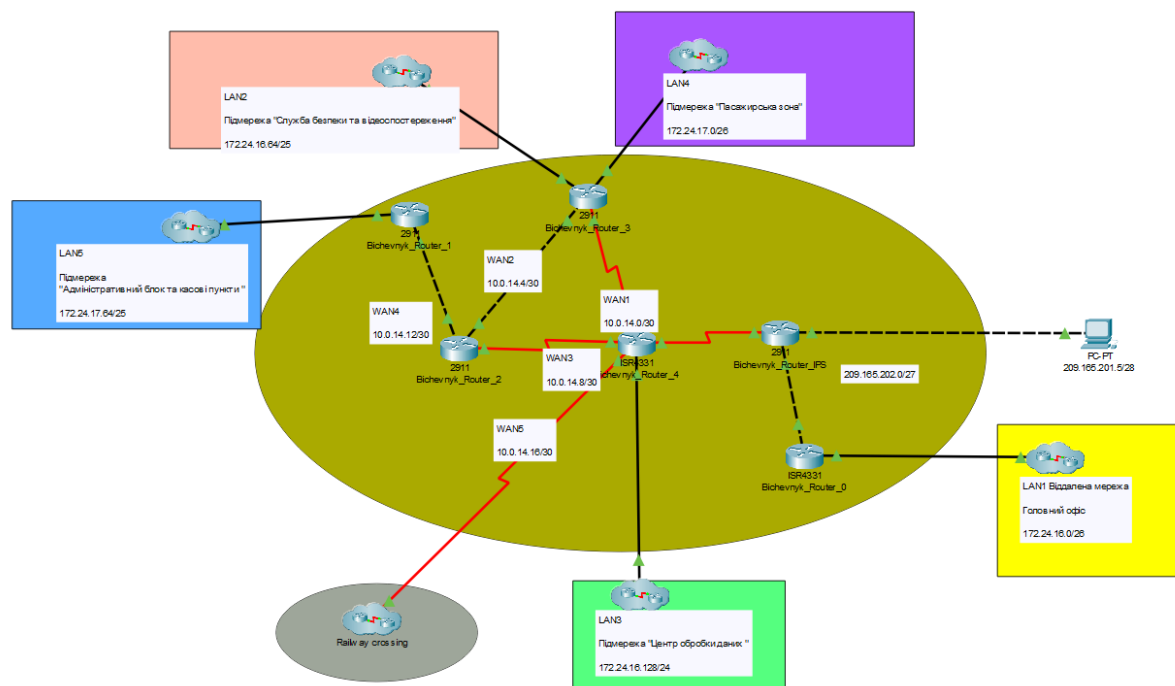 LAN2
Підмережа "Служба безпеки та відеоспостереження"
172.24.16.64/25
LAN4
Підмережа "Пасажирська зона"
172.24.17.0/26
LAN5
Підмережа
"Адміністративний блок та касові пункти "
172.24.17.64/25
2911
Bichevnyk_Router_1
2911
Bichevnyk_Router_3
WAN2
10.0.14.4/30
WAN1
10.0.14.0/30
WAN4
10.0.14.12/30
2911
Bichevnyk_Router_2
WAN3
10.0.14.8/30
ISR4331
Bichevnyk_Router_4
2911
Bichevnyk_Router_IPS
209.165.202.0/27
PC-PT
209.165.201.5/28
WAN5
10.0.14.16/30
ISR4331
Bichevnyk_Router_0
LAN1 Віддалена мережа
Головний офіс
172.24.16.0/26
Railway crossing
LAN3
Підмережа "Центр обробки даних "
172.24.16.128/24